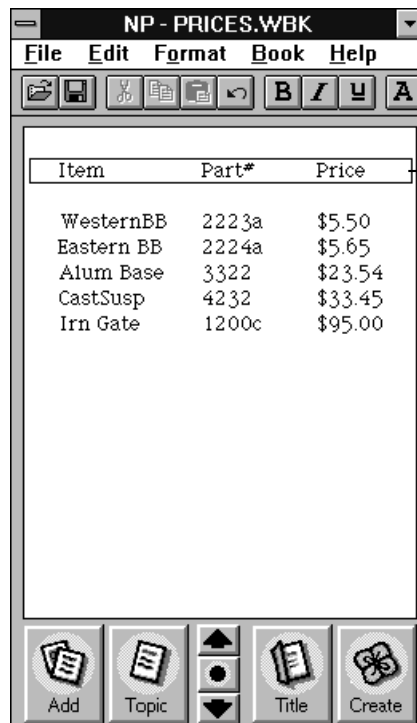 NP - PRICES.WBK
File Edit Format Book Help
B I U A
Item Part# Price
WesternBB 2223a $5.50
Eastern BB 2224a $5.65
Alum Base 3322 $23.54
CastSusp 4232 $33.45
Irn Gate 1200c $95.00
Add Topic Title Create